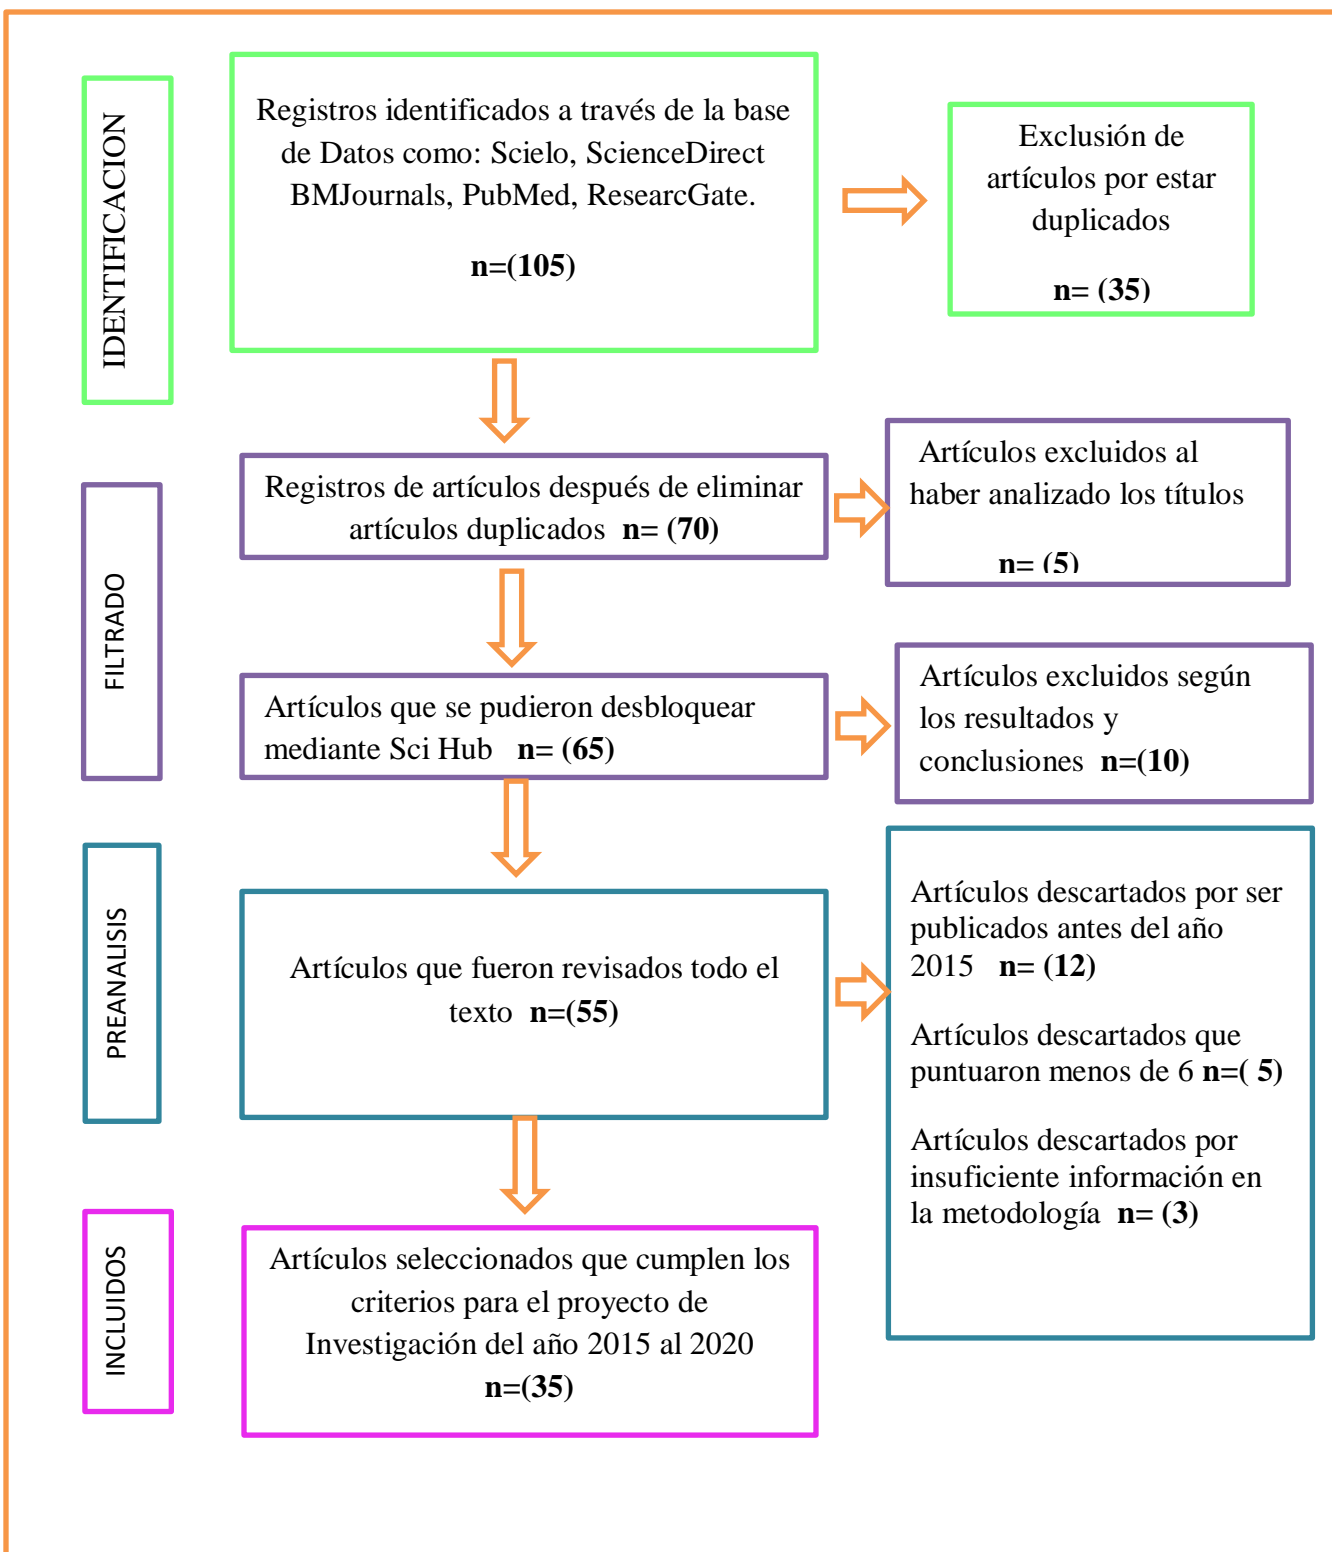 IDENTIFICACION
Registros identificados a través de la base
de Datos como: Scielo, ScienceDirect
BMJournals, PubMed, ResearcGate.
n=(105)
Exclusión de
artículos por estar
duplicados
n= (35)
FILTRADO
Registros de artículos después de eliminar
artículos duplicados n= (70)
Artículos excluidos al
haber analizado los títulos
n= (5)
Artículos que se pudieron desbloquear
mediante Sci Hub n= (65)
Artículos excluidos según
los resultados y
conclusiones n=(10)
PREANALISIS
Artículos que fueron revisados todo el
texto n=(55)
Artículos descartados por ser
publicados antes del año
2015 n= (12)
Artículos descartados que
puntuaron menos de 6 n=( 5)
Artículos descartados por
insuficiente información en
la metodología n= (3)
INCLUIDOS
Artículos seleccionados que cumplen los
criterios para el proyecto de
Investigación del año 2015 al 2020
n=(35)